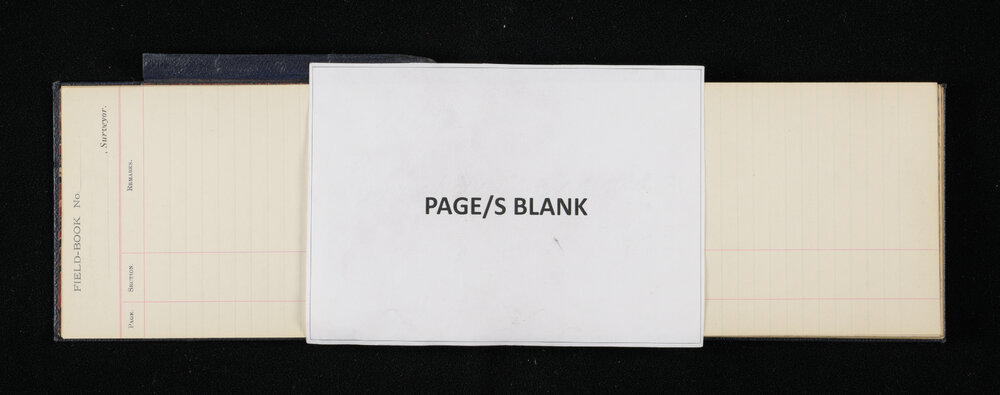 FIELD-BOOK No.
, Surveyor.
PAGE. SECTION. REMARKS.
PAGE/S BLANK